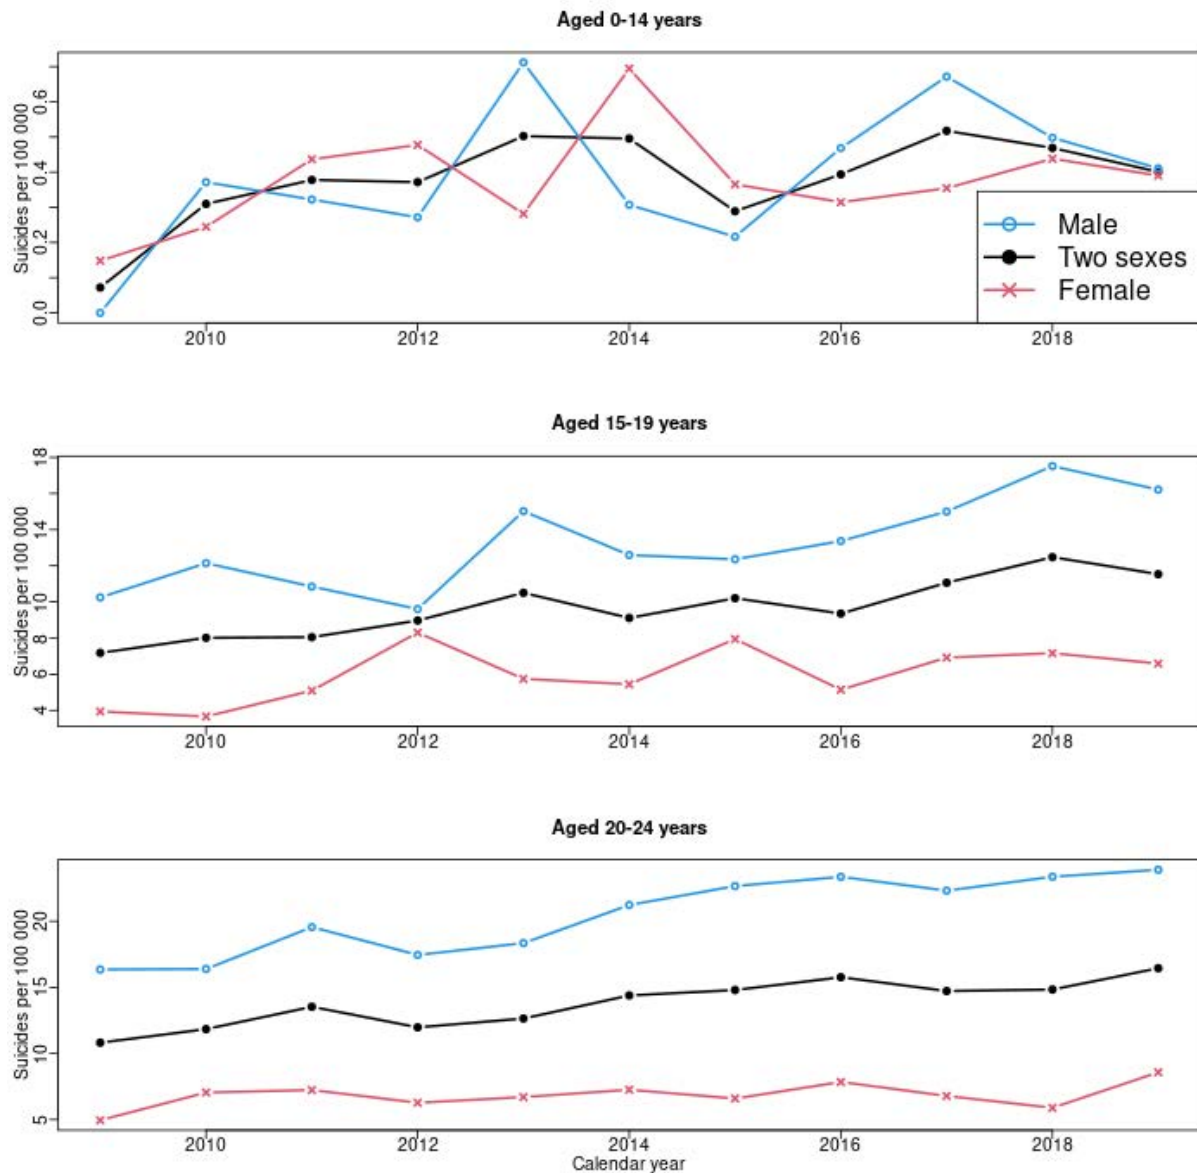 Aged 0-14 years
Suicides per 100 000
0.0 0.2 0.4 0.6
Male
Two sexes
Female
2010 2012 2014 2016 2018
Aged 15-19 years
Suicides per 100 000
4 6 8 10 14 18
2010 2012 2014 2016 2018
Aged 20-24 years
Suicides per 100 000
5 10 15 20
2010 2012 2014 2016 2018
Calendar year